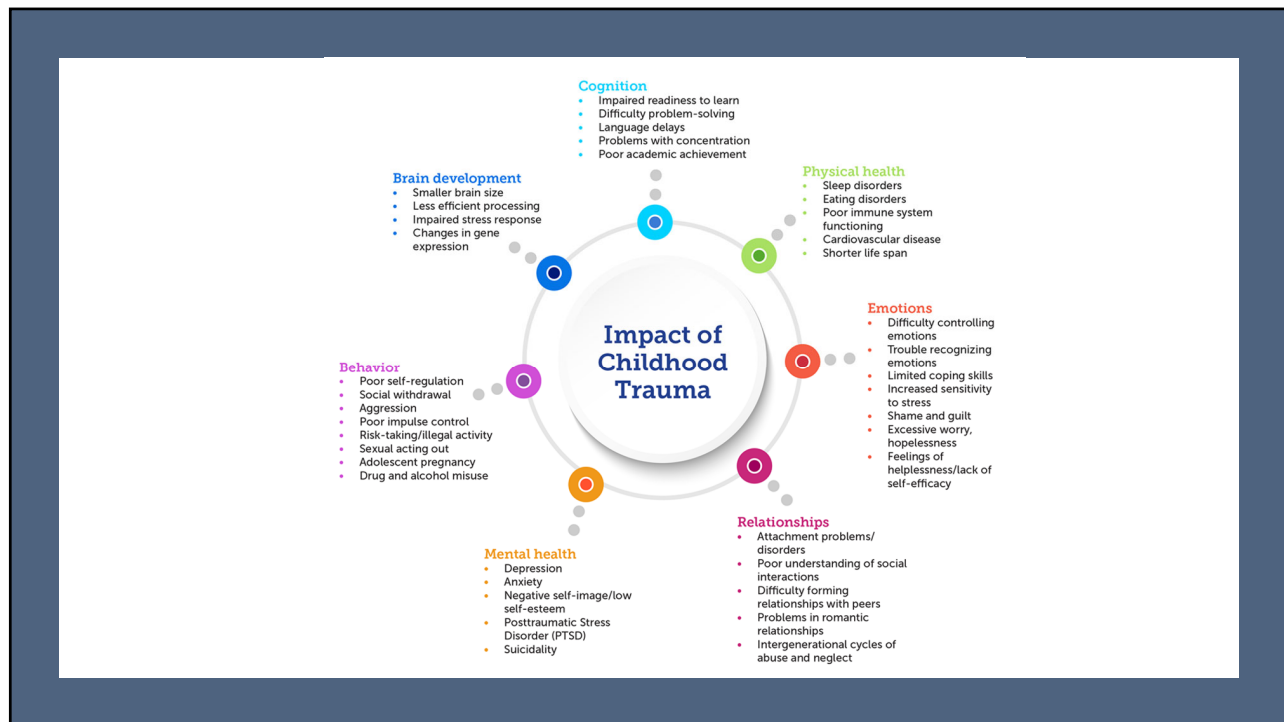 Cognition
Impaired readiness to learn
Difficulty problem-solving
Language delays
Problems with concentration
Poor academic achievement
Physical health
Sleep disorders
Eating disorders
Poor immune system
functioning
Cardiovascular disease
Shorter life span
Brain development
Smaller brain size
Less efficient processing
Impaired stress response
Changes in gene
expression
Emotions
Difficulty controlling
emotions
Trouble recognizing
emotions
Limited coping skills
Increased sensitivity
to stress
Shame and guilt
Excessive worry,
hopelessness
Feelings of
helplessness/lack of
self-efficacy
Impact of
Childhood
Trauma
Behavior
Poor self-regulation
Social withdrawal
Aggression
Poor impulse control
Risk-taking/illegal activity
Sexual acting out
Adolescent pregnancy
Drug and alcohol misuse
Relationships
Attachment problems/
disorders
Poor understanding of social
interactions
Difficulty forming
relationships with peers
Problems in romantic
relationships
Intergenerational cycles of
abuse and neglect
Mental health
Depression
Anxiety
Negative self-image/low
self-esteem
Posttraumatic Stress
Disorder (PTSD)
Suicidality